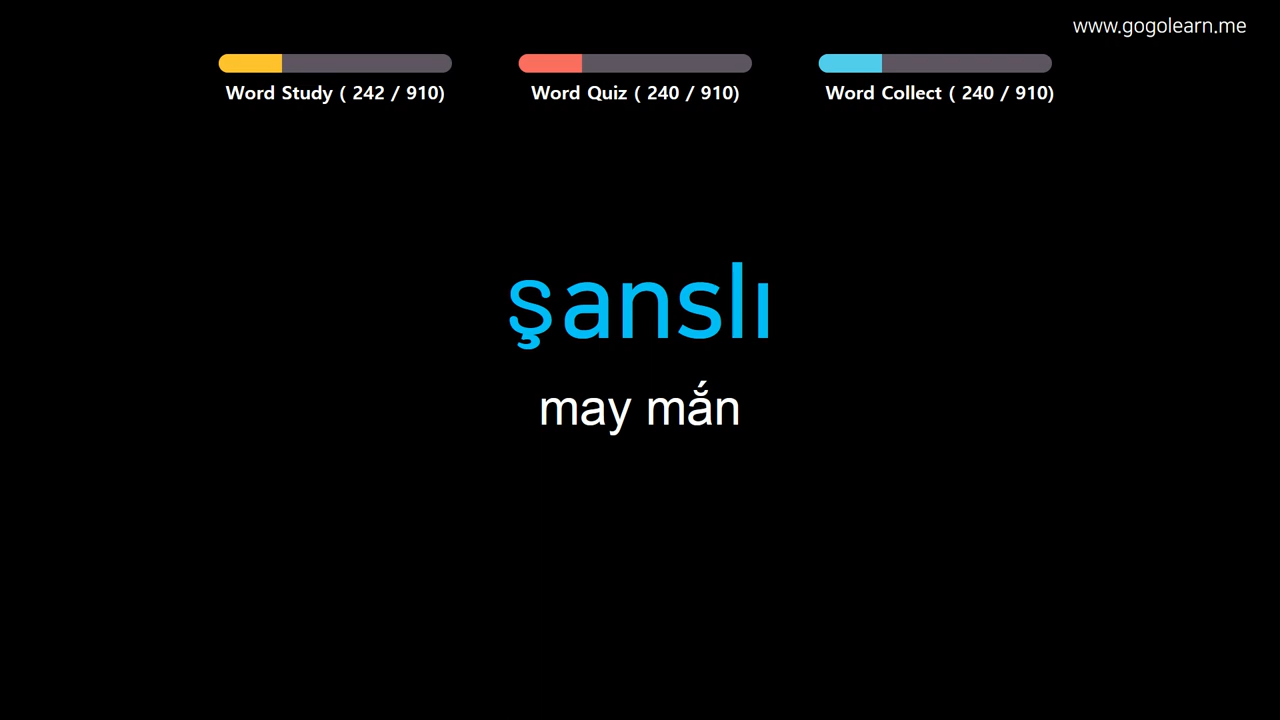 www.gogolearn.me
Word Study ( 242 / 910)
Word Quiz ( 240 / 910)
Word Collect ( 240 / 910)
şanslı
may mắn